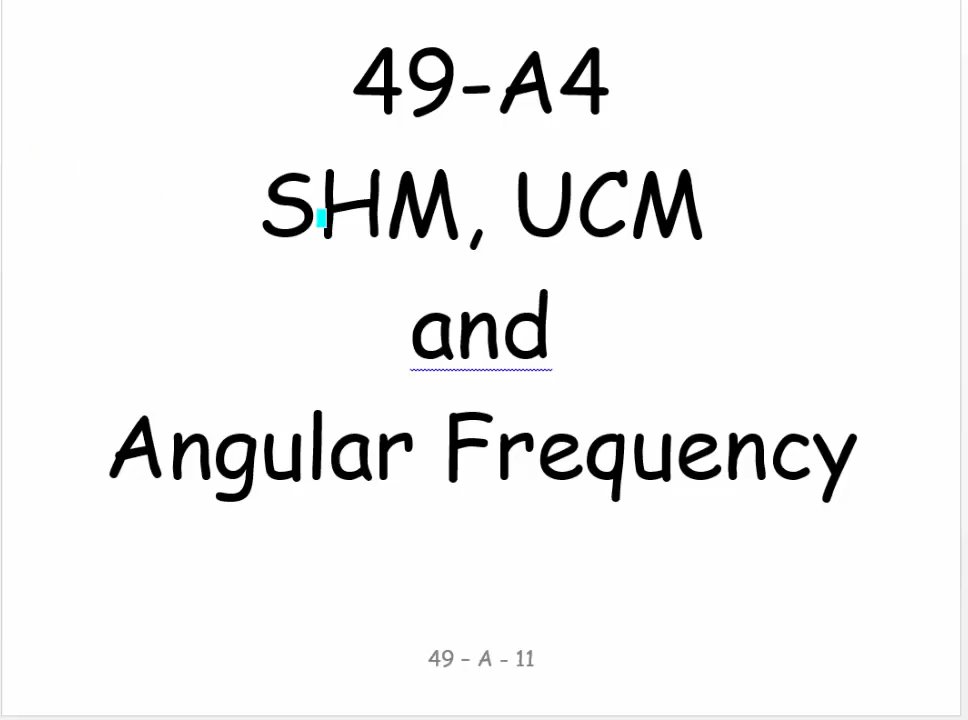 49-A4
SHM, UCM
and
Angular Frequency
49 – A - 11